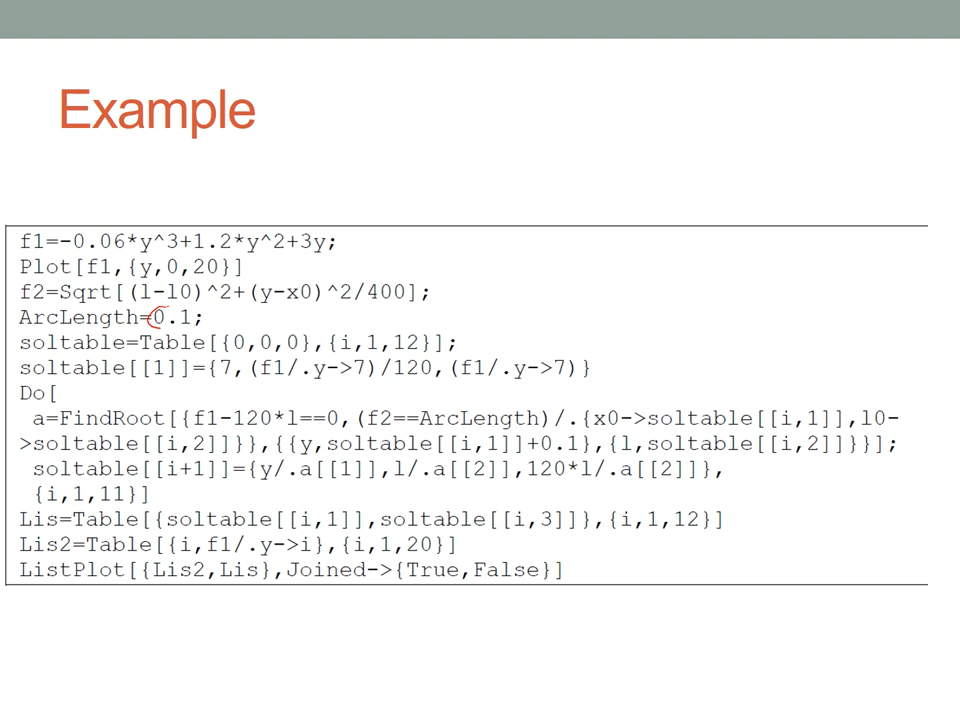 Example
f1=-0.06*y^3+1.2*y^2+3y;
Plot[f1,{y,0,20}]
f2=Sqrt[(l-l0)^2+(y-x0)^2/400];
ArcLength=0.1;
soltable=Table[{0,0,0},{i,1,12}];
soltable[[1]]={7,(f1/.y->7)/120,(f1/.y->7)}
Do[
a=FindRoot[{f1-120*l==0,(f2==ArcLength)/.{x0->soltable[[i,1]],l0-
>soltable[[i,2]]}},{{y,soltable[[i,1]]+0.1},{l,soltable[[i,2]]}}];
soltable[[i+1]]={y/.a[[1]],l/.a[[2]],120*l/.a[[2]]},
{i,1,11}]
Lis=Table[{soltable[[i,1]],soltable[[i,3]]},{i,1,12}]
Lis2=Table[{i,f1/.y->i},{i,1,20}]
ListPlot[{Lis2,Lis},Joined->{True,False}]